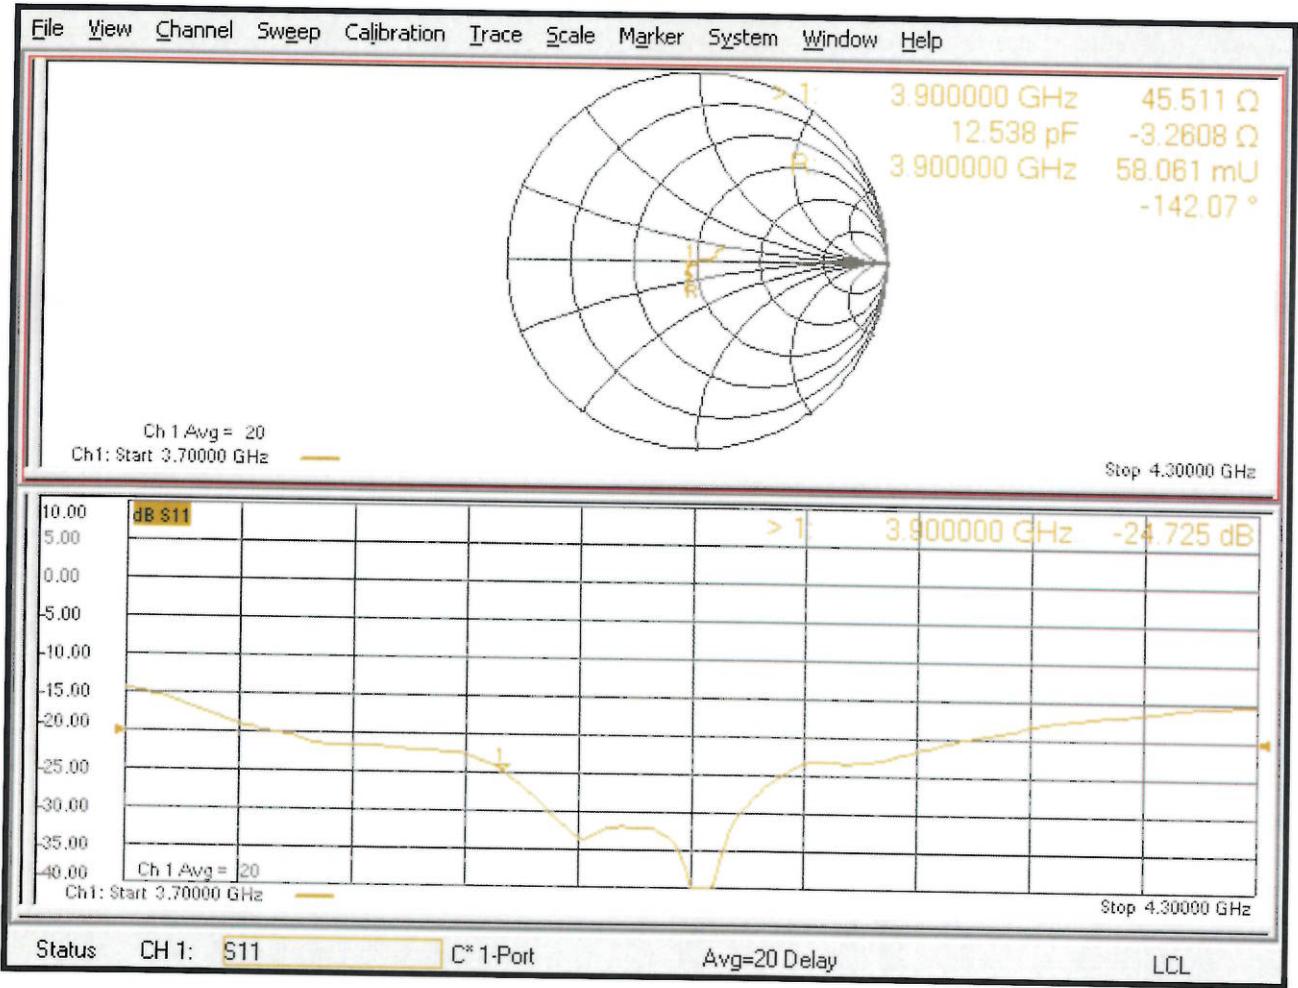 File View Channel Sweep Calibration Trace Scale Marker System Window Help
> 1: 3.900000 GHz 45.511 Ω
12.538 pF -3.2608 Ω
R: 3.900000 GHz 58.061 mU
-142.07 °
1
R
Ch 1 Avg = 20
Ch1: Start 3.70000 GHz
Stop 4.30000 GHz
10.00
dB S11
> 1: 3.900000 GHz -24.725 dB
5.00
0.00
-5.00
-10.00
-15.00
-20.00
1
-25.00
-30.00
-35.00
-40.00
Ch 1 Avg = 20
Ch1: Start 3.70000 GHz
Stop 4.30000 GHz
Status CH 1: S11 C* 1-Port Avg=20 Delay LCL